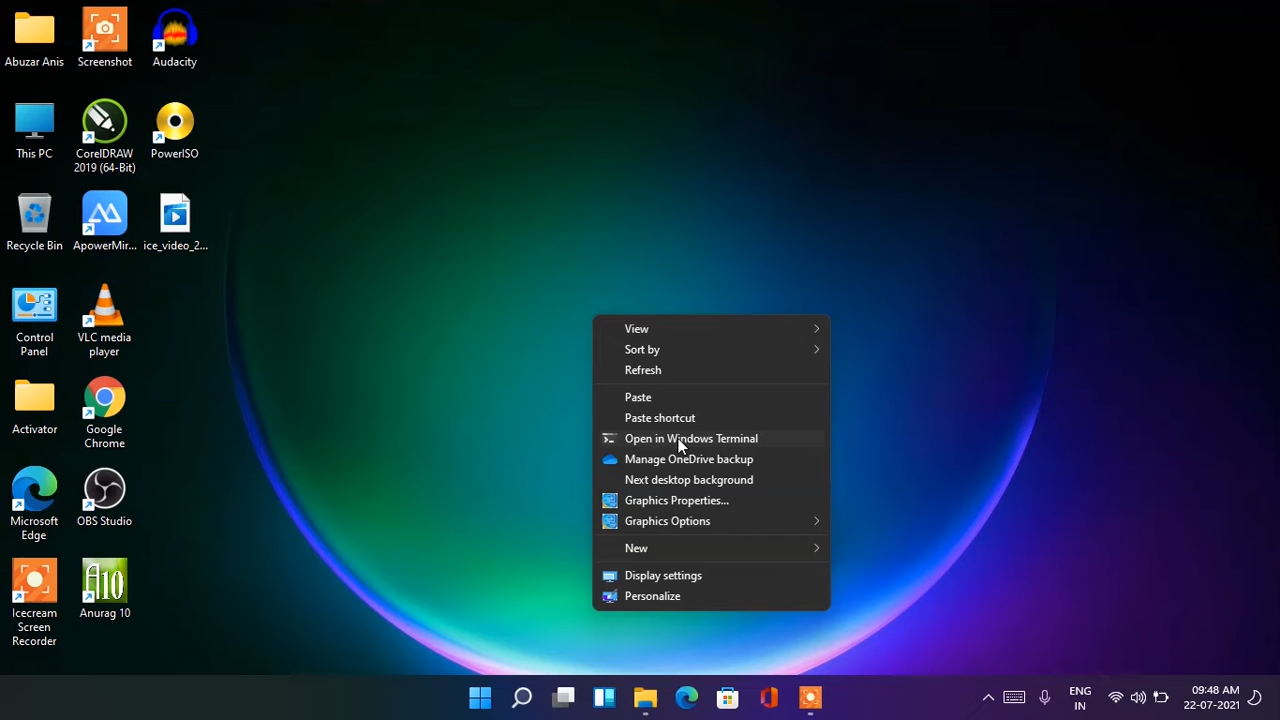 Abuzar Anis
Screenshot
Audacity
This PC
CorelDRAW
2019 (64-Bit)
PowerISO
Recycle Bin
ApowerMir...
ice_video_2...
Control
Panel
VLC media
player
Activator
Google
Chrome
Microsoft
Edge
OBS Studio
A10
Icecream
Screen
Recorder
Anurag 10
View
Sort by
Refresh
Paste
Paste shortcut
Open in Windows Terminal
Manage OneDrive backup
Next desktop background
Graphics Properties...
Graphics Options
New
Display settings
Personalize
ENG
IN
09:48 AM
22-07-2021